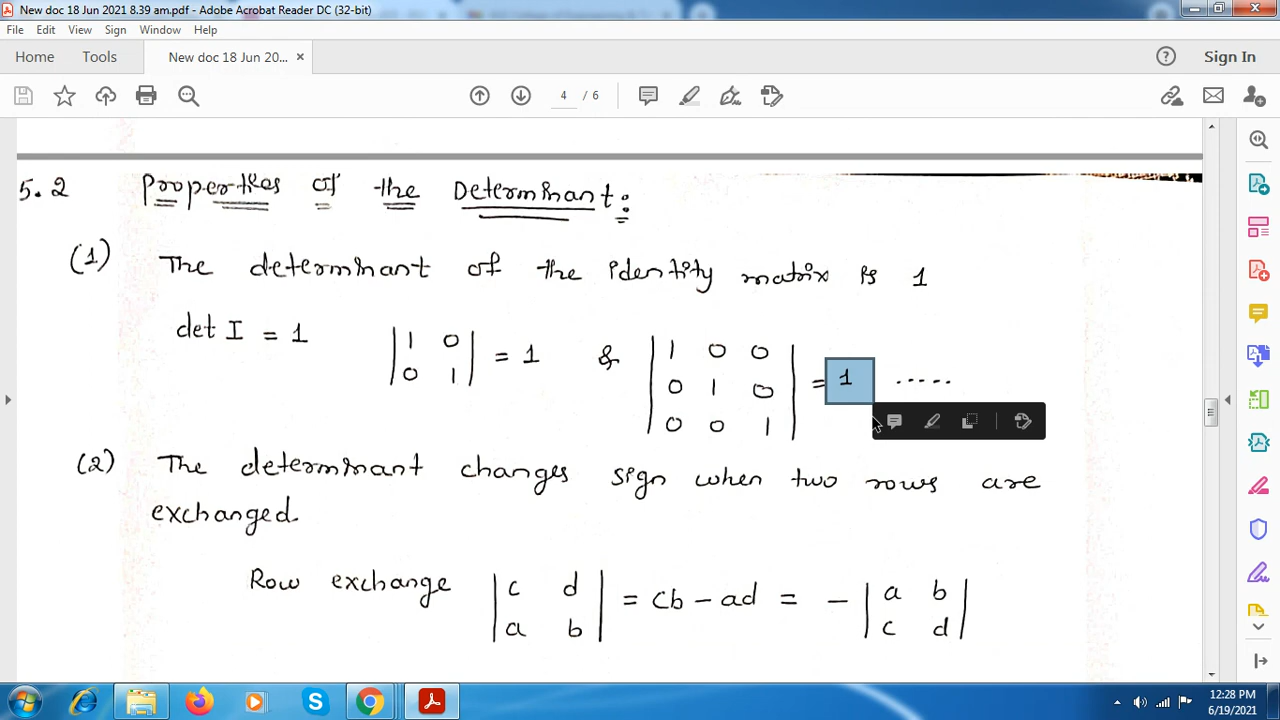 New doc 18 Jun 2021 8.39 am.pdf - Adobe Acrobat Reader DC (32-bit)
File Edit View Sign Window Help
Home Tools New doc 18 Jun 20... × ? Sign In
4 / 6
5.2 Properties of the Determinant:
(1) The determinant of the identity matrix is 1
det I = 1 |1 0| = 1 & |1 0 0| = 1 .....
|0 1| |0 1 0|
|0 0 1|
(2) The determinant changes sign when two rows are
exchanged.
Row exchange |c d| = cb - ad = - |a b|
|a b| |c d|
12:28 PM
6/19/2021